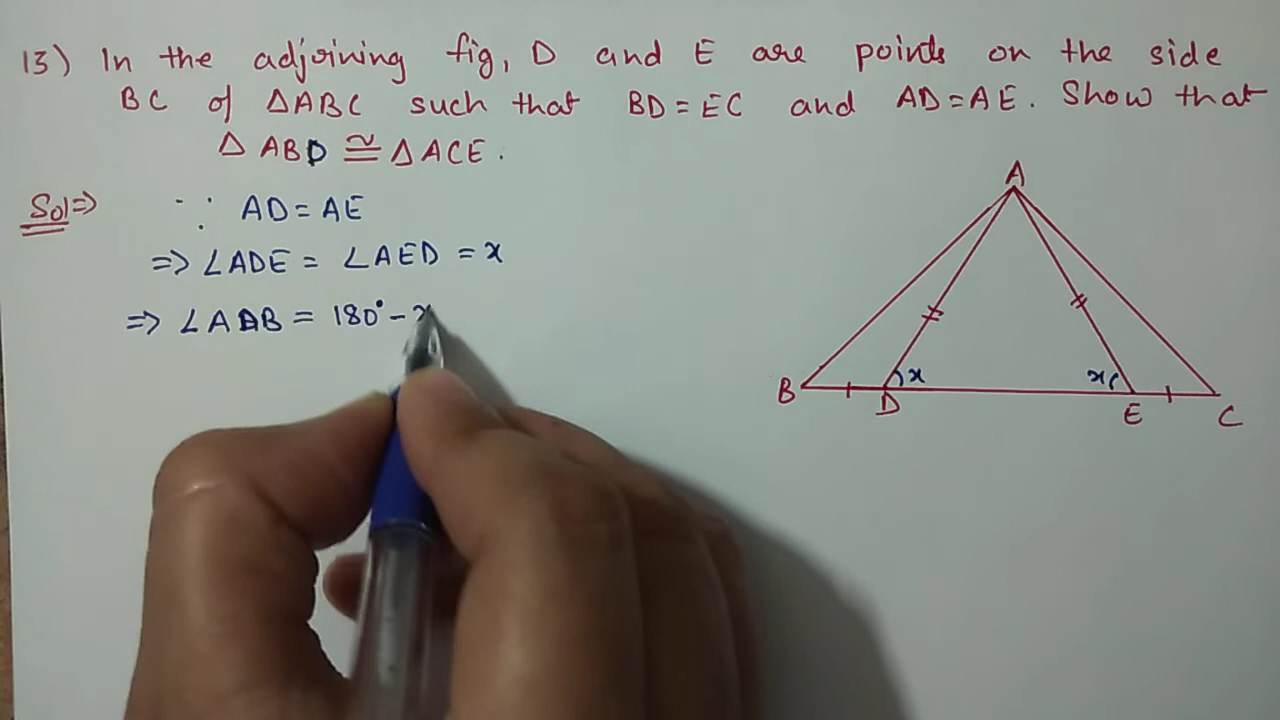 13) In the adjoining fig, D and E are points on the side
BC of ΔABC such that BD=EC and AD=AE. Show that
Δ ABD ≅ ΔACE.
Sol⇒ ∵ AD=AE
⇒ ∠ADE = ∠AED = x
⇒ ∠ADB = 180° - x
A
x
x
B
D
E
C